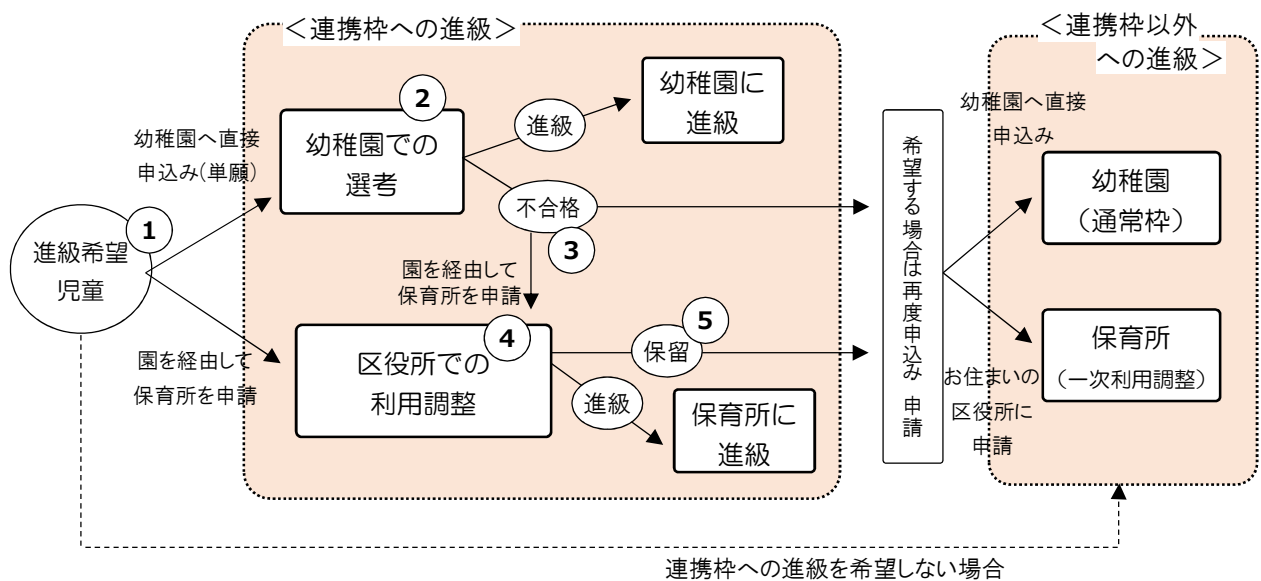 ＜連携枠への進級＞
＜連携枠以外
への進級＞
1
進級希望
児童
幼稚園へ直接
申込み(単願)
2
幼稚園での
選考
進級
幼稚園に
進級
不合格
3
園を経由して
保育所を申請
園を経由して
保育所を申請
4
区役所での
利用調整
5
保留
進級
保育所に
進級
希望する場合は再度申込み 申請
幼稚園へ直接
申込み
幼稚園
（通常枠）
お住まいの
区役所に
申請
保育所
（一次利用調整）
連携枠への進級を希望しない場合